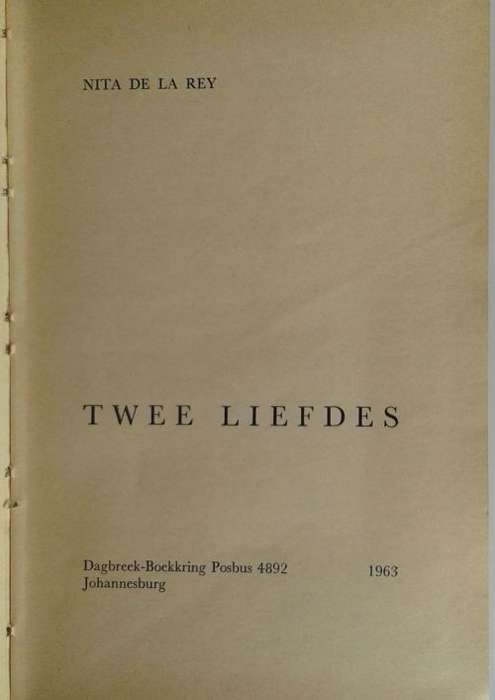 NITA DE LA REY
TWEE LIEFDES
Dagbreek-Boekkring Posbus 4892 1963
Johannesburg